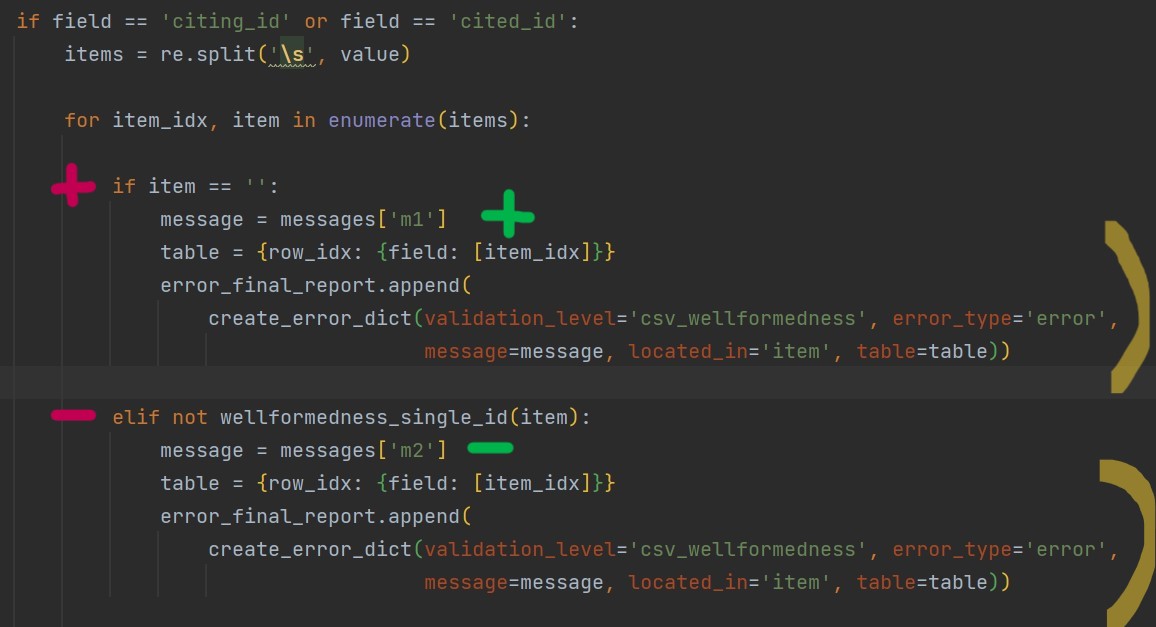 if field == 'citing_id' or field == 'cited_id':
items = re.split('\s', value)
for item_idx, item in enumerate(items):
if item == '':
message = messages['m1']
table = {row_idx: {field: [item_idx]}}
error_final_report.append(
create_error_dict(validation_level='csv_wellformedness', error_type='error',
message=message, located_in='item', table=table))
elif not wellformedness_single_id(item):
message = messages['m2']
table = {row_idx: {field: [item_idx]}}
error_final_report.append(
create_error_dict(validation_level='csv_wellformedness', error_type='error',
message=message, located_in='item', table=table))